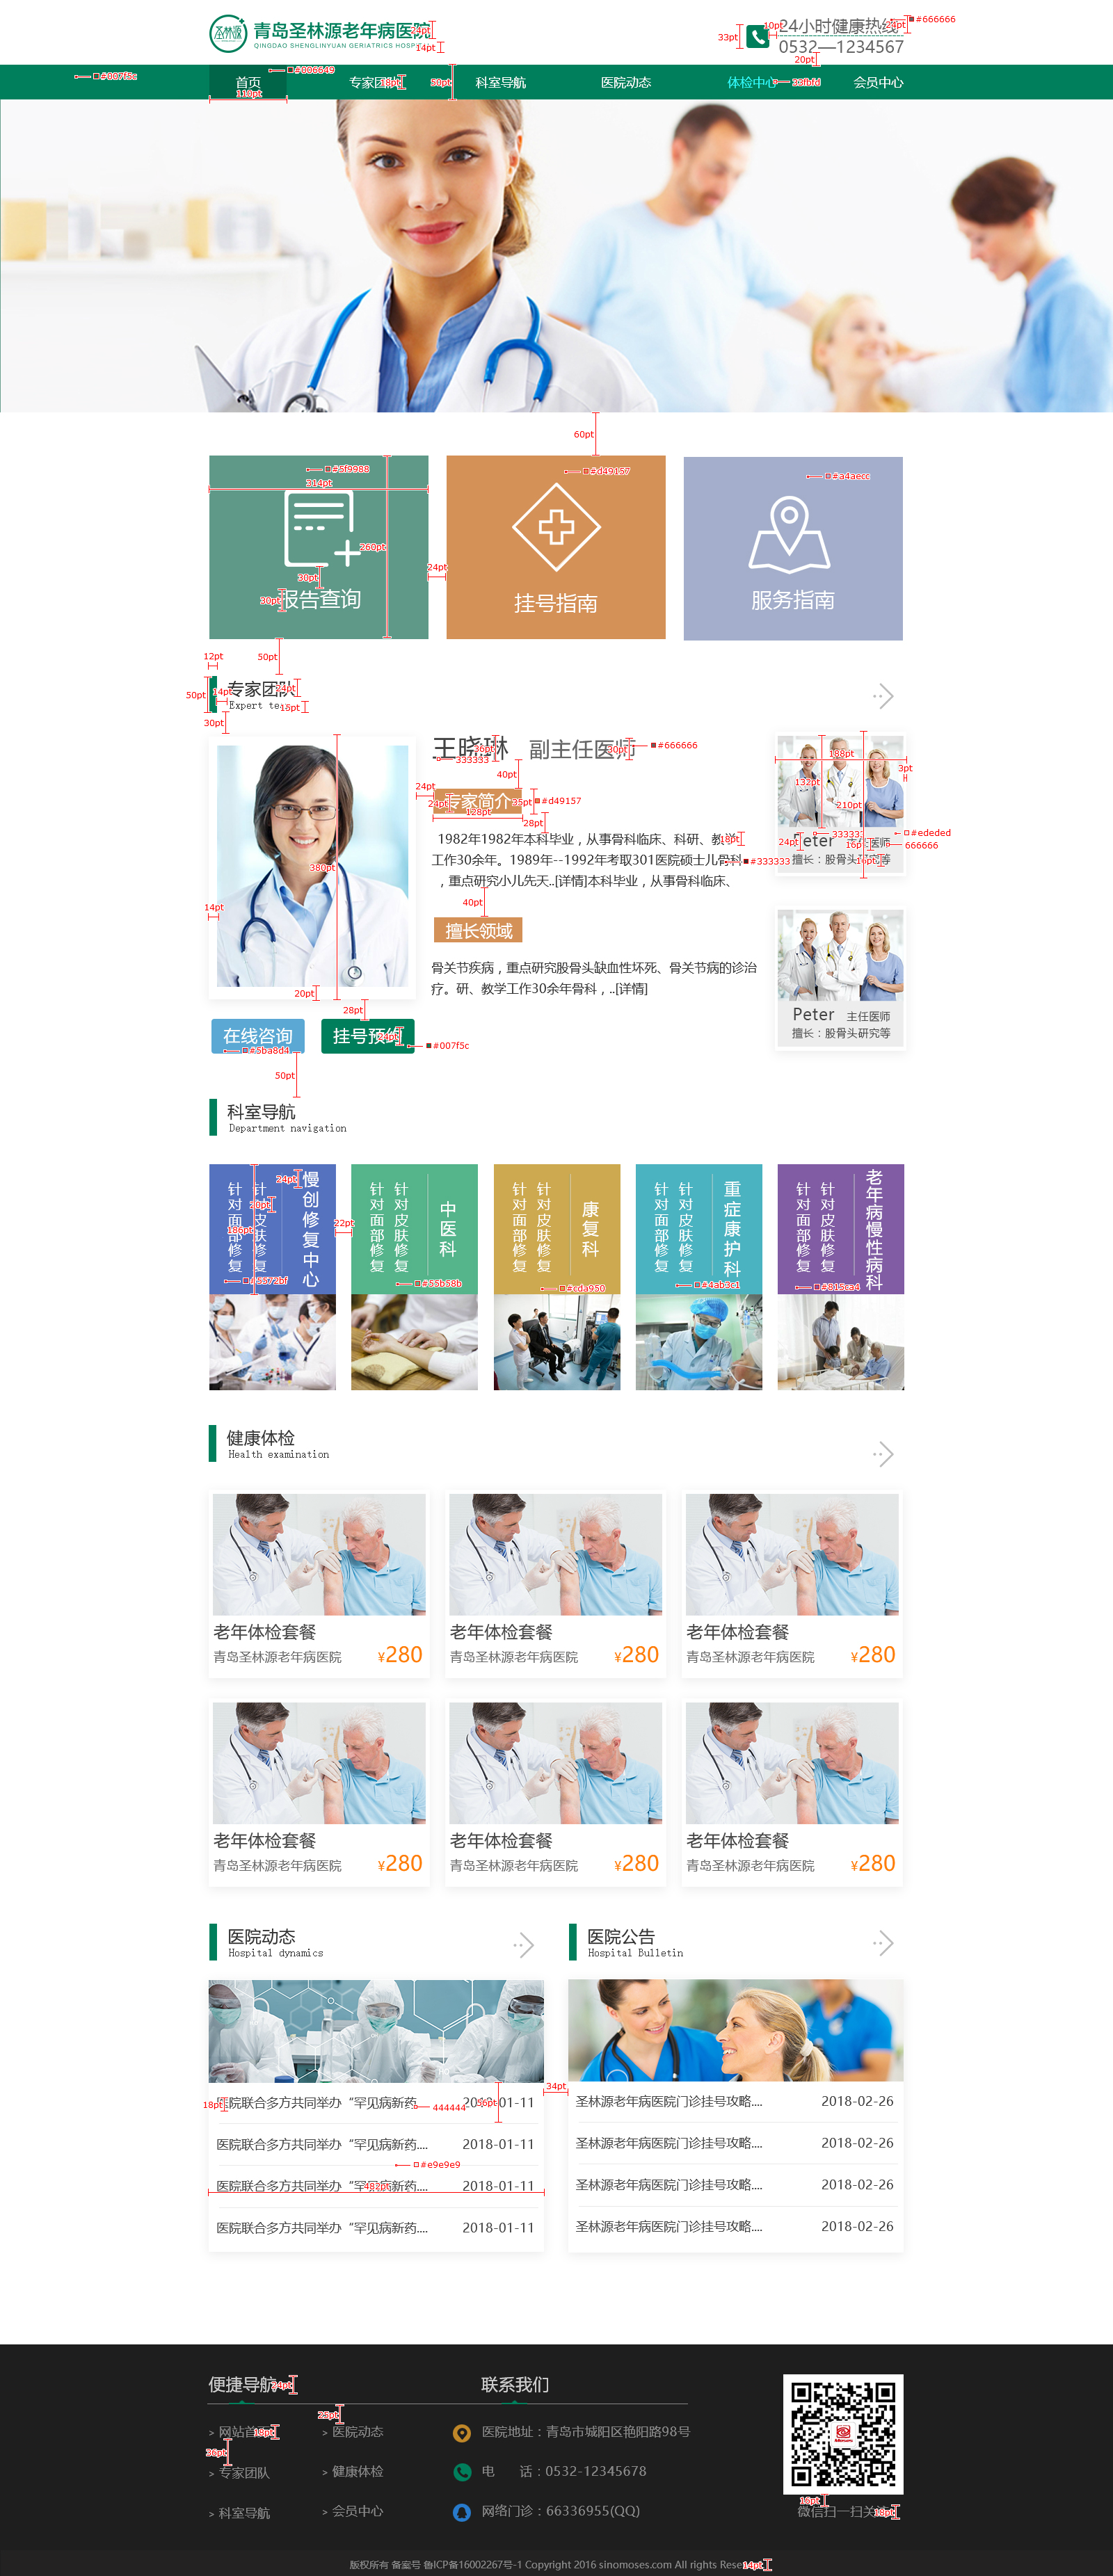 青岛圣林源老年病医院
QINGDAO SHENGLINYUAN GERIATRICS
24小时健康热线
0532—1234567
24pt
14pt
33pt
10pt
24pt
#666666
20pt
首页
专家团队
科室导航
医院动态
体检中心
会员中心
#007f5c
#006649
110pt
18pt
50pt
33fbfd
60pt
#5f9988
314pt
260pt
30pt
30pt
报告查询
24pt
#d49157
挂号指南
#a4aecc
服务指南
50pt
12pt
50pt
14pt
24pt
15pt
30pt
专家团队
Expert
王晓琳 副主任医师
36pt
333333
30pt
#666666
40pt
24pt
专家简介
24pt
128pt
35pt
#d49157
28pt
1982年1982年本科毕业，从事骨科临床、科研、教学
工作30余年。1989年--1992年考取301医院硕士儿骨科
，重点研究小儿先天..[详情]本科毕业，从事骨科临床、
18pt
#333333
40pt
擅长领域
骨关节疾病，重点研究股骨头缺血性坏死、骨关节病的诊治
疗。研、教学工作30余年骨科，..[详情]
380pt
14pt
20pt
28pt
在线咨询
挂号预约
24pt
#5ba8d4
#007f5c
50pt
188pt
3pt
132pt
210pt
Peter 主任医师
擅长：股骨头研究等
333333
24pt
16pt
16pt
#ededed
666666
Peter 主任医师
擅长：股骨头研究等
科室导航
Department navigation
慢创修复中心
针对皮肤修复
针对面部修复
24pt
20pt
186pt
#5572bf
22pt
中医科
针对皮肤修复
针对面部修复
#55b58b
康复科
针对皮肤修复
针对面部修复
#cda950
重症康护科
针对皮肤修复
针对面部修复
#4ab3c1
老年病慢性病科
针对皮肤修复
针对面部修复
#815ca4
健康体检
Health examination
老年体检套餐
青岛圣林源老年病医院 ¥280
老年体检套餐
青岛圣林源老年病医院 ¥280
老年体检套餐
青岛圣林源老年病医院 ¥280
老年体检套餐
青岛圣林源老年病医院 ¥280
老年体检套餐
青岛圣林源老年病医院 ¥280
老年体检套餐
青岛圣林源老年病医院 ¥280
医院动态
Hospital dynamics
医院联合多方共同举办“罕见病新药.... 2018-01-11
医院联合多方共同举办“罕见病新药.... 2018-01-11
医院联合多方共同举办“罕见病新药.... 2018-01-11
医院联合多方共同举办“罕见病新药.... 2018-01-11
18pt
444444
56pt
34pt
#e9e9e9
482pt
医院公告
Hospital Bulletin
圣林源老年病医院门诊挂号攻略.... 2018-02-26
圣林源老年病医院门诊挂号攻略.... 2018-02-26
圣林源老年病医院门诊挂号攻略.... 2018-02-26
圣林源老年病医院门诊挂号攻略.... 2018-02-26
便捷导航
24pt
25pt
> 网站首页
18pt
> 医院动态
36pt
> 专家团队
> 健康体检
> 科室导航
> 会员中心
联系我们
医院地址：青岛市城阳区艳阳路98号
电 话：0532-12345678
网络门诊：66336955(QQ)
16pt
微信扫一扫关注
18pt
版权所有 备案号 鲁ICP备16002267号-1 Copyright 2016 sinomoses.com All rights
14pt